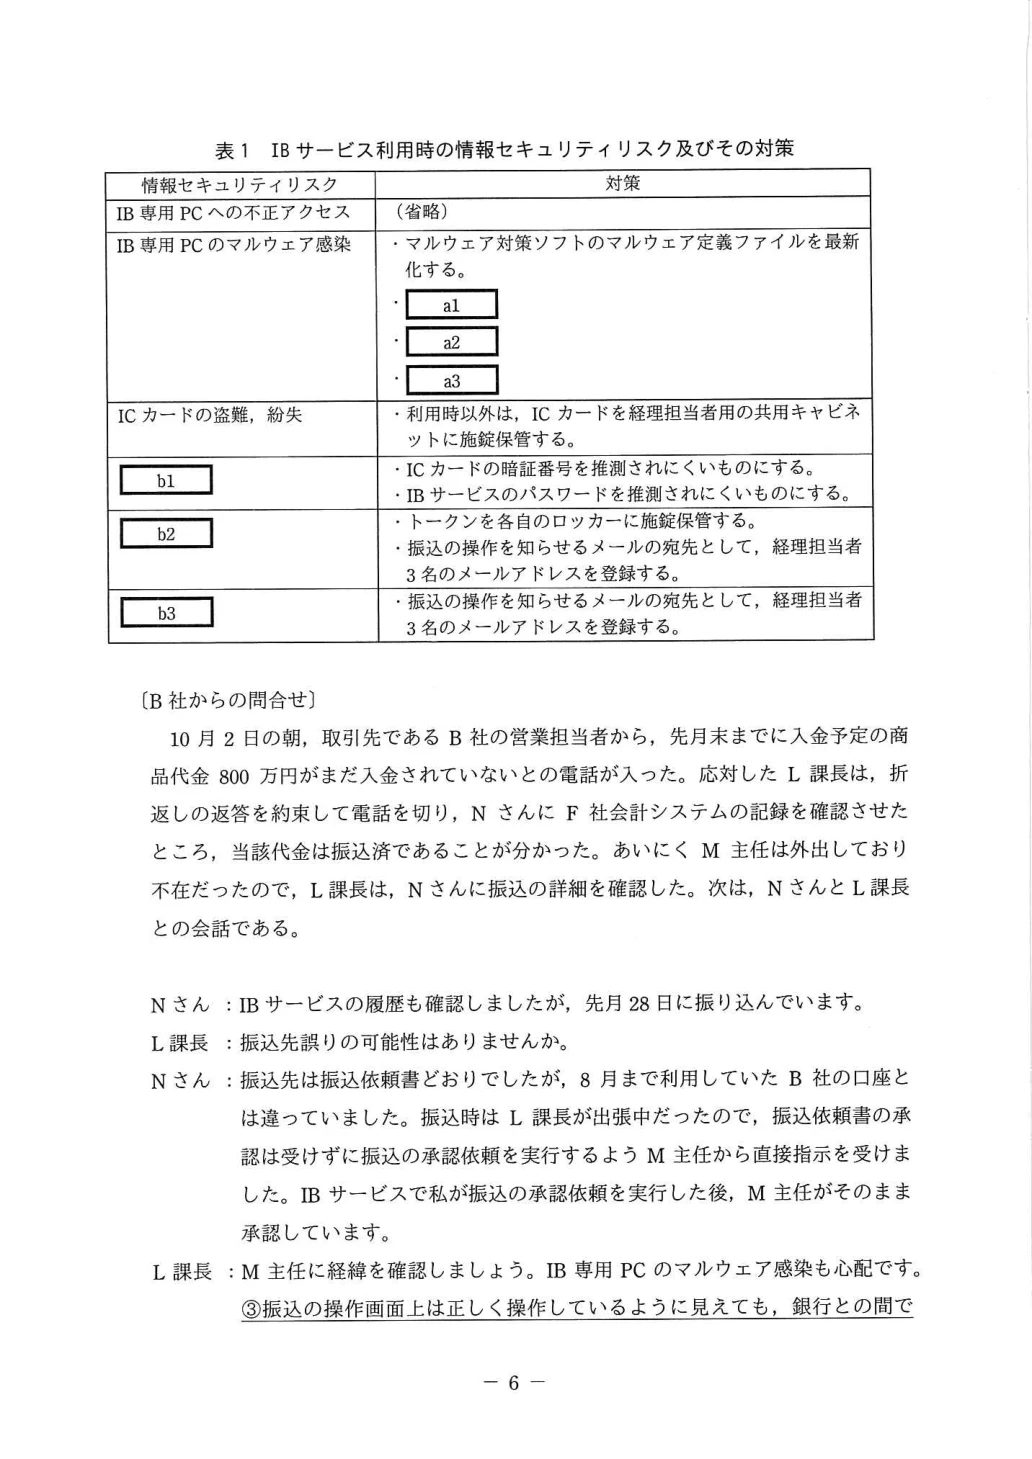 表 1　IB サービス利用時の情報セキュリティリスク及びその対策
情報セキュリティリスク　対策
IB 専用 PC への不正アクセス　（省略）
IB 専用 PC のマルウェア感染　・マルウェア対策ソフトのマルウェア定義ファイルを最新
化する。
・ a1
・ a2
・ a3
IC カードの盗難，紛失　・利用時以外は，IC カードを経理担当者用の共用キャビネ
ットに施錠保管する。
b1　・IC カードの暗証番号を推測されにくいものにする。
・IB サービスのパスワードを推測されにくいものにする。
b2　・トークンを各自のロッカーに施錠保管する。
・振込の操作を知らせるメールの宛先として，経理担当者
3 名のメールアドレスを登録する。
b3　・振込の操作を知らせるメールの宛先として，経理担当者
3 名のメールアドレスを登録する。
〔B 社からの問合せ〕
10 月 2 日の朝，取引先である B 社の営業担当者から，先月末までに入金予定の商
品代金 800 万円がまだ入金されていないとの電話が入った。応対した L 課長は，折
返しの返答を約束して電話を切り，N さんに F 社会計システムの記録を確認させた
ところ，当該代金は振込済であることが分かった。あいにく M 主任は外出しており
不在だったので，L 課長は，N さんに振込の詳細を確認した。次は，N さんと L 課長
との会話である。
N さん ：IB サービスの履歴も確認しましたが，先月 28 日に振り込んでいます。
L 課長 ：振込先誤りの可能性はありませんか。
N さん ：振込先は振込依頼書どおりでしたが，8 月まで利用していた B 社の口座と
は違っていました。振込時は L 課長が出張中だったので，振込依頼書の承
認は受けずに振込の承認依頼を実行するよう M 主任から直接指示を受けま
した。IB サービスで私が振込の承認依頼を実行した後，M 主任がそのまま
承認しています。
L 課長 ：M 主任に経緯を確認しましょう。IB 専用 PC のマルウェア感染も心配です。
③振込の操作画面上は正しく操作しているように見えても，銀行との間で
－ 6 －